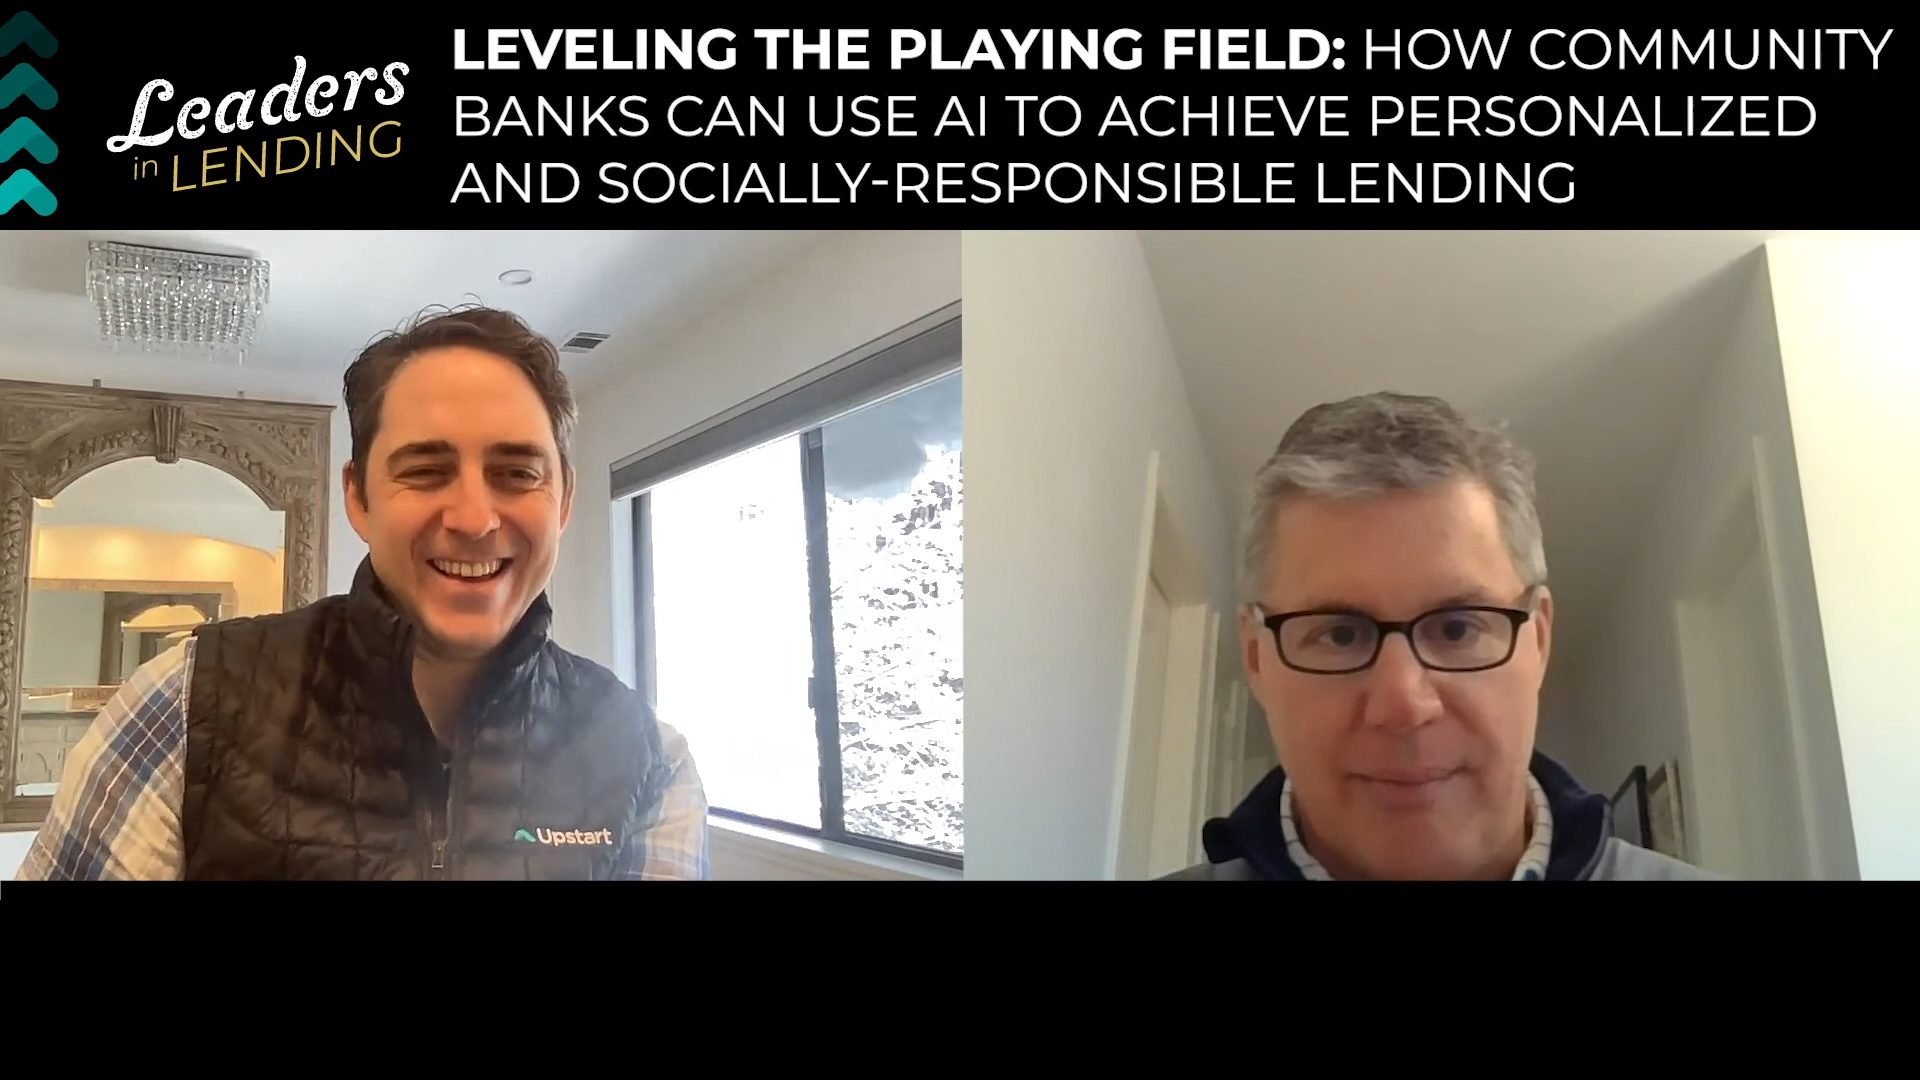 Leaders
in LENDING
LEVELING THE PLAYING FIELD: HOW COMMUNITY
BANKS CAN USE AI TO ACHIEVE PERSONALIZED
AND SOCIALLY-RESPONSIBLE LENDING
Upstart